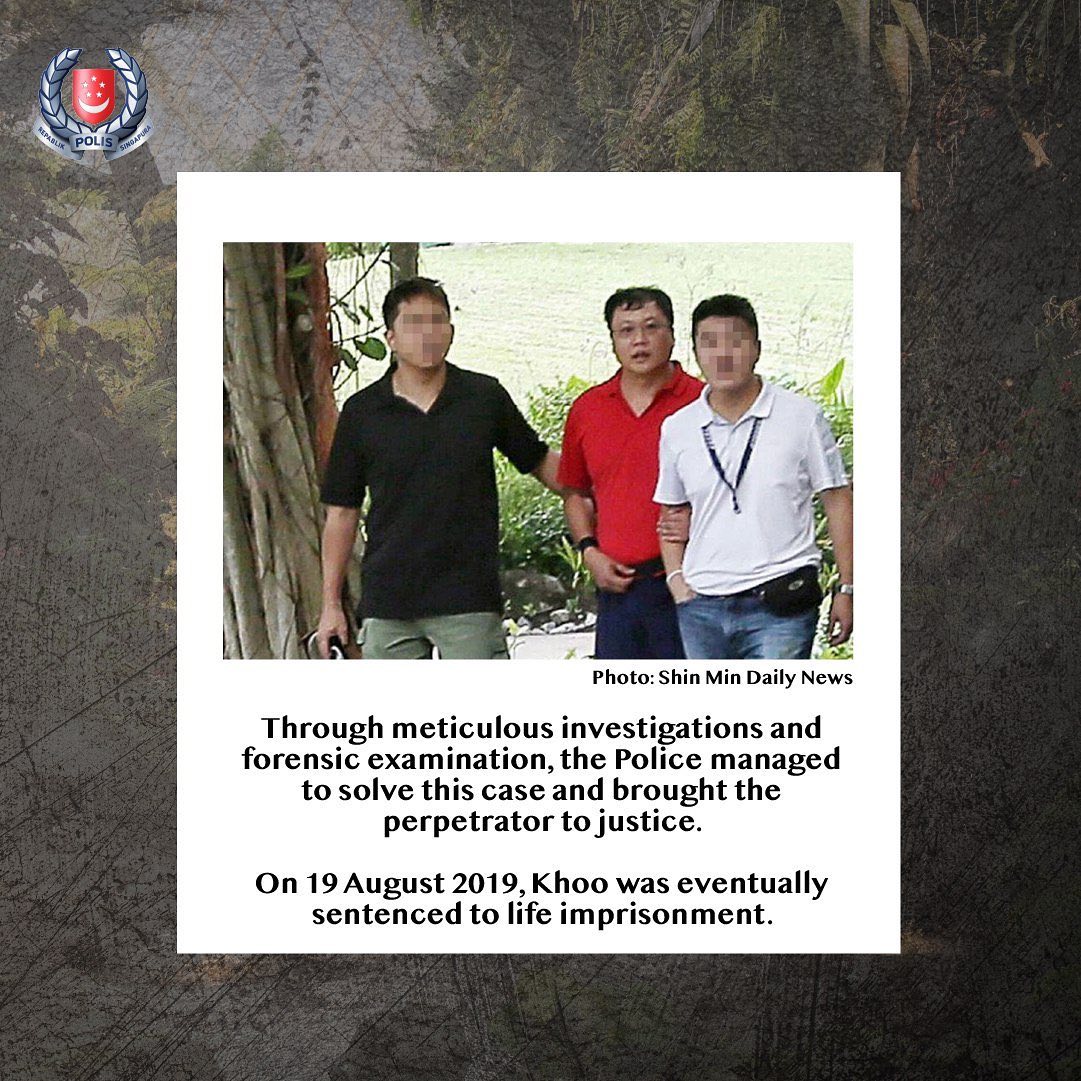 REPABLIK POLIS SINGAPURA
Photo: Shin Min Daily News
Through meticulous investigations and
forensic examination, the Police managed
to solve this case and brought the
perpetrator to justice.
On 19 August 2019, Khoo was eventually
sentenced to life imprisonment.